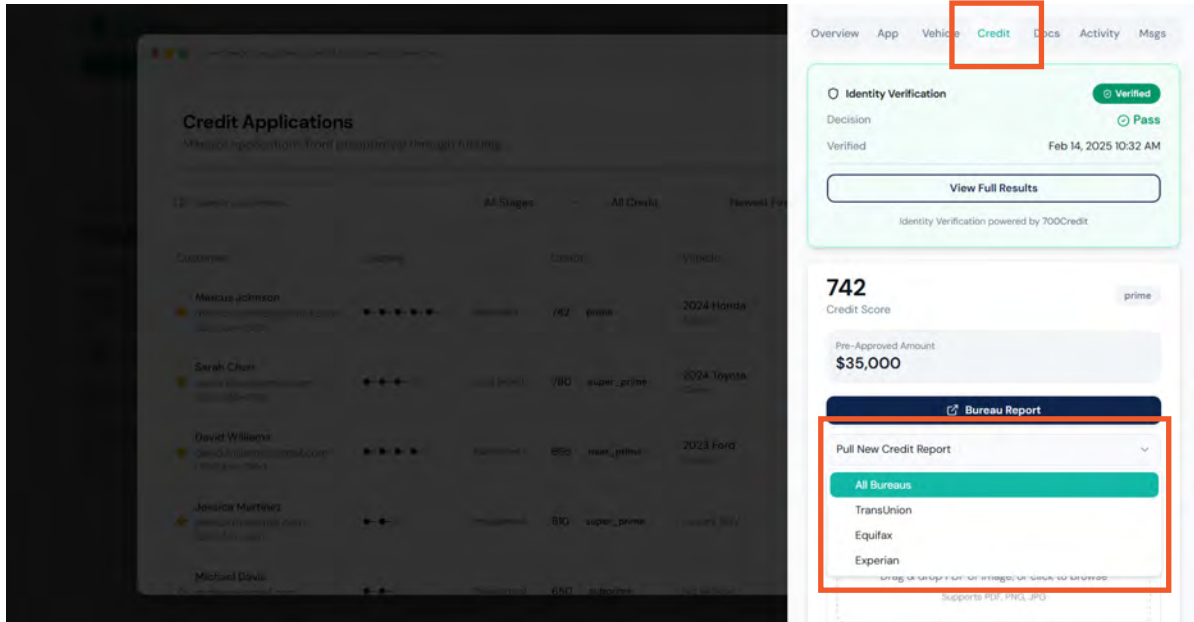 Overview App Vehicle Credit Docs Activity Msgs
Identity Verification
Verified
Decision
Pass
Verified
Feb 14, 2025 10:32 AM
View Full Results
Identity Verification powered by 700Credit
742
Credit Score
prime
Pre-Approved Amount
$35,000
Bureau Report
Pull New Credit Report
All Bureaus
TransUnion
Equifax
Experian
Drag & drop PDF or image, or click to browse
Supports PDF, PNG, JPG
Credit Applications
All Stages
All Credit
Newest
Vehicle
Marcus Johnson
742 prime
2024 Honda
Sarah Chen
780 super_prime
2024 Toyota
David Williams
2023 Ford
Jessica Martinez
810 super_prime
Michael Davis
650 subprime